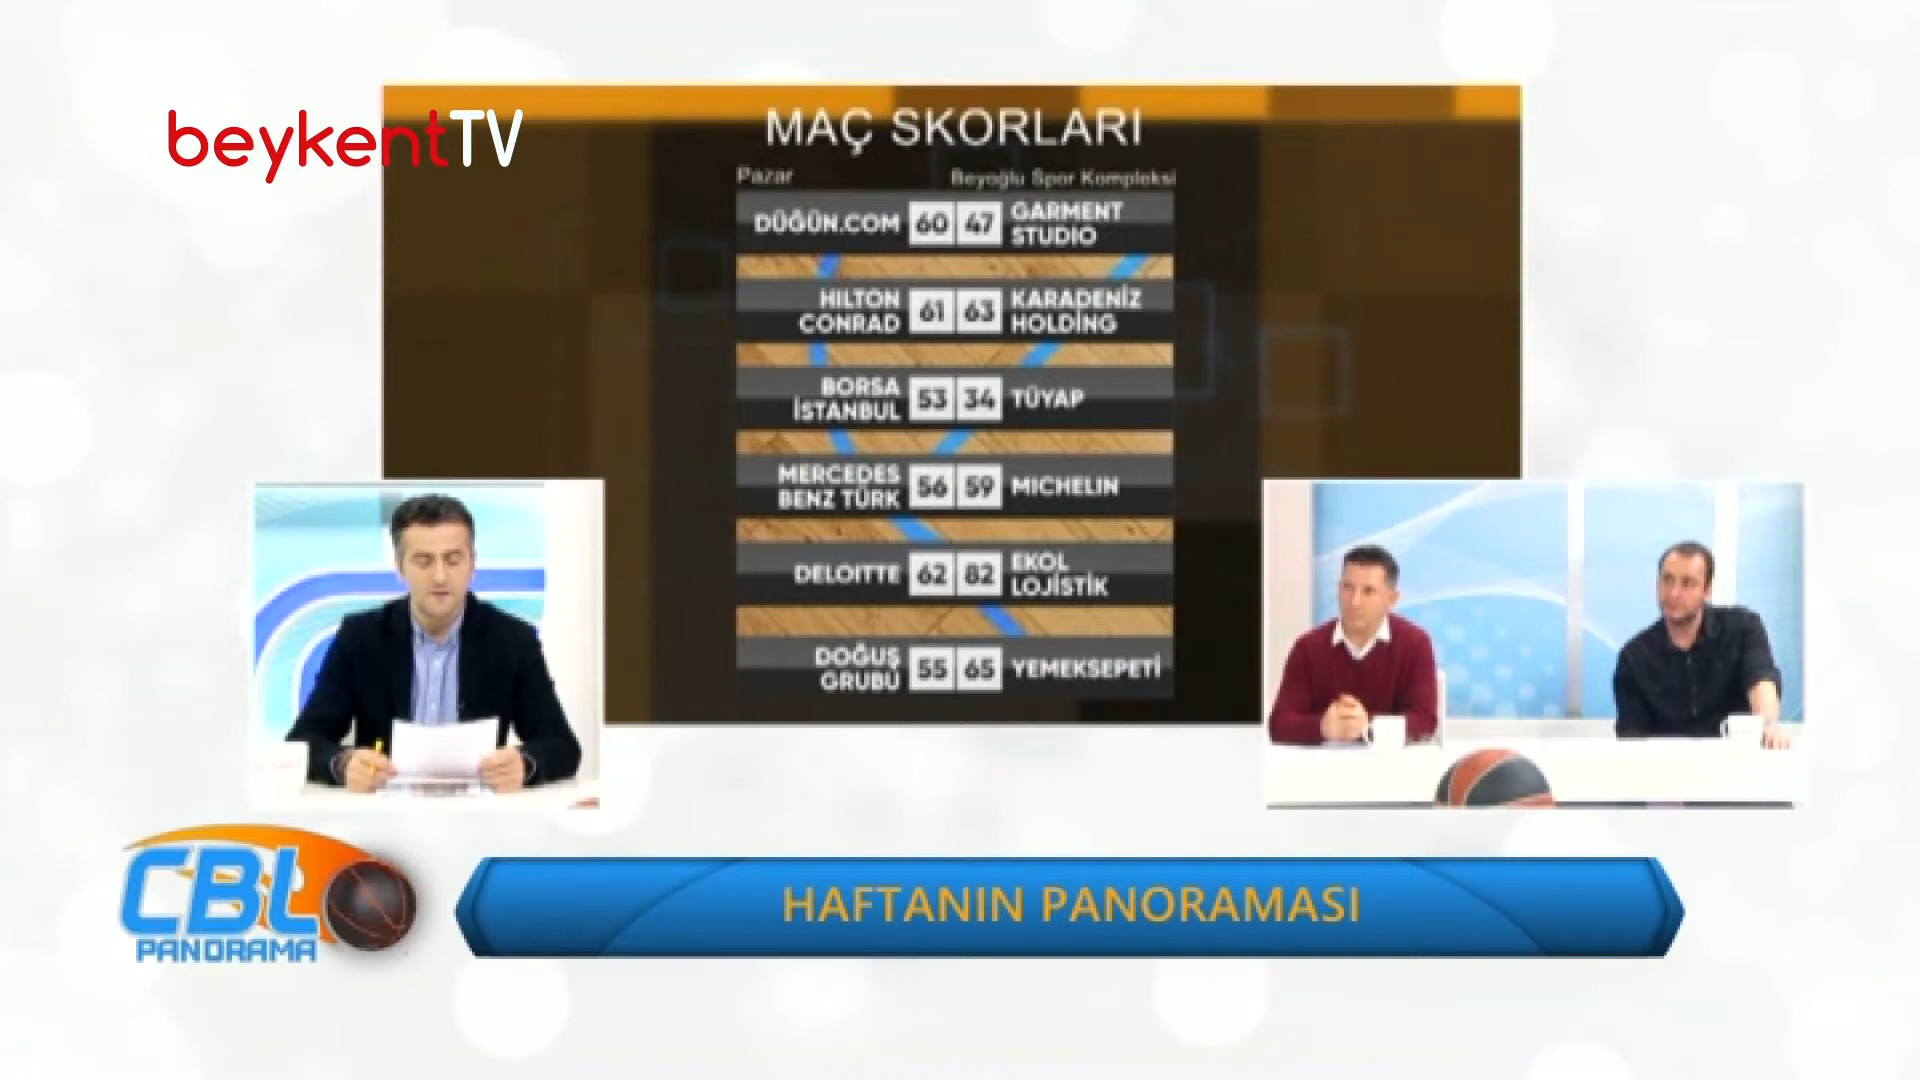 beykentTV
MAÇ SKORLARI
Pazar Beyoğlu Spor Kompleksi
DÜĞÜN.COM 60 47 GARMENT
STUDIO
HILTON
CONRAD 61 63 KARADENİZ
HOLDİNG
BORSA
İSTANBUL 53 34 TÜYAP
MERCEDES
BENZ TÜRK 56 59 MICHELIN
DELOITTE 62 82 EKOL
LOJİSTİK
DOĞUŞ
GRUBU 55 65 YEMEKSEPETİ
CBL
PANORAMA
HAFTANIN PANORAMASI